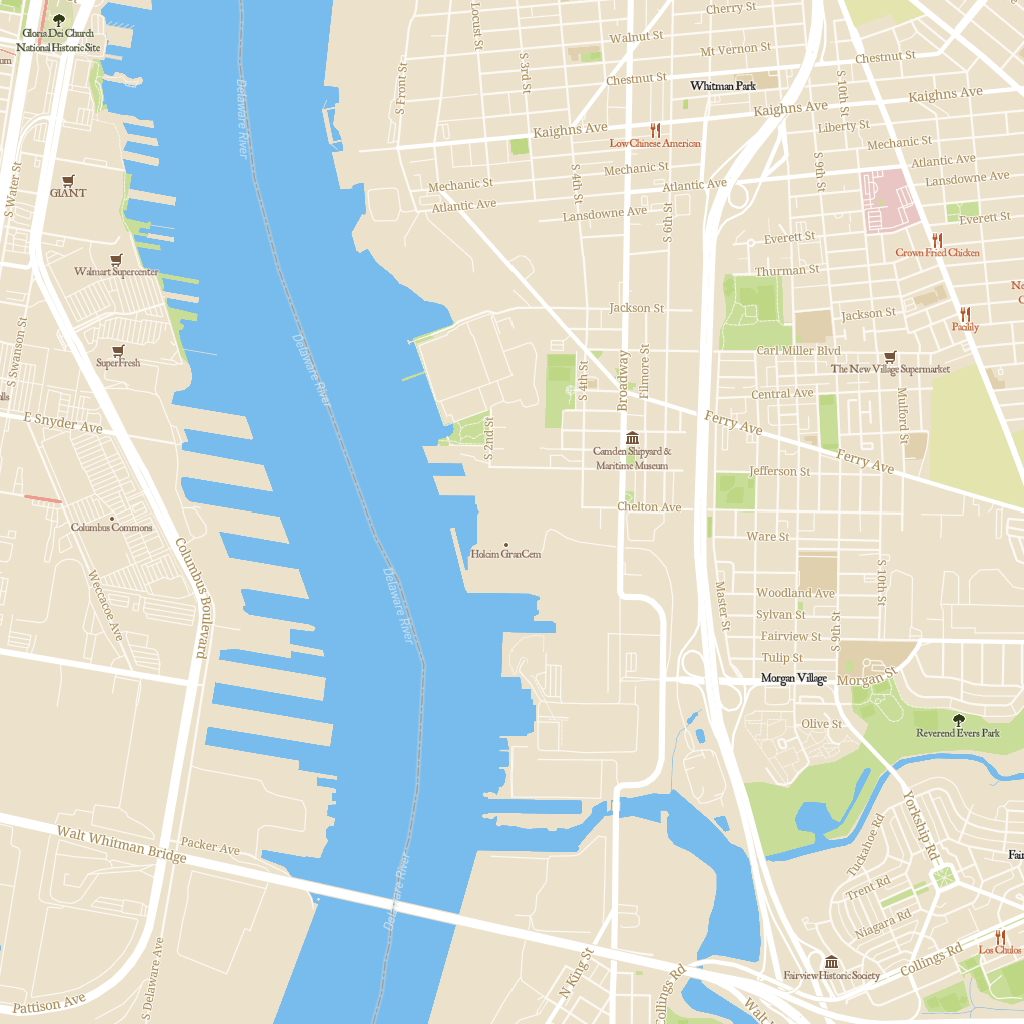 Cherry St
Locust St
Gloria Dei Church
National Historic Site
Walnut St
Mt Vernon St
S 3rd St
Chestnut St
Chestnut St
S Front St
Whitman Park
S 10th St
Kaighns Ave
Kaighns Ave
Delaware River
Kaighns Ave
Liberty St
Low Chinese American
Mechanic St
Mechanic St
Atlantic Ave
S 9th St
S 4th St
Lansdowne Ave
GIANT
Mechanic St
Atlantic Ave
S Water St
Atlantic Ave
Lansdowne Ave
S 6th St
Everett St
Everett St
Crown Fried Chicken
Walmart Supercenter
Thurman St
Jackson St
Jackson St
Pacilily
Carl Miller Blvd
SuperFresh
S Swanson St
Delaware River
The New Village Supermarket
Broadway
Filmore St
S 4th St
Central Ave
Mulford St
E Snyder Ave
Ferry Ave
S 2nd St
Camden Shipyard &
Maritime Museum
Ferry Ave
Jefferson St
Chelton Ave
Columbus Commons
Ware St
Holcim GranCem
Columbus Boulevard
Weccacoe Ave
Delaware River
S 10th St
Master St
Woodland Ave
Sylvan St
S 9th St
Fairview St
Tulip St
Morgan Village
Morgan St
Olive St
Reverend Evers Park
Yorkship Rd
Tuckahoe Rd
Walt Whitman Bridge
Packer Ave
Trent Rd
Delaware River
Niagara Rd
Los Chulos
Collings Rd
Fairview Historic Society
N King St
Collings Rd
S Delaware Ave
Pattison Ave